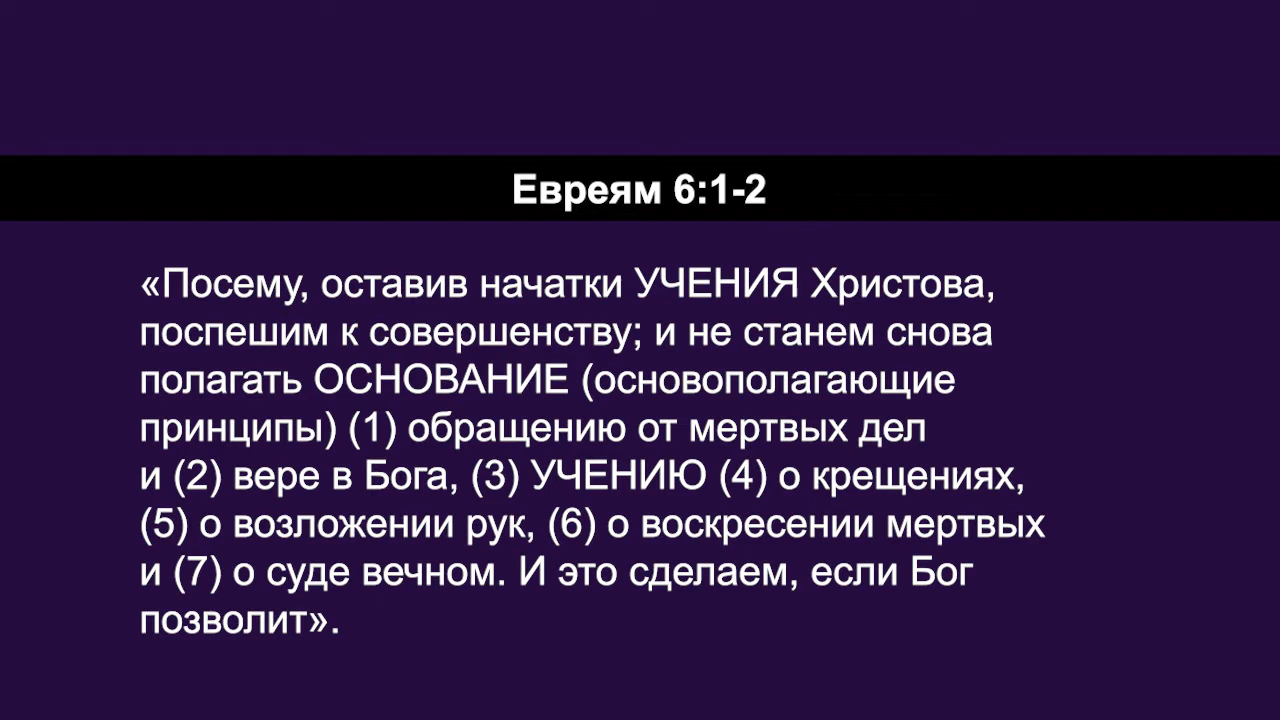 Евреям 6:1-2
«Посему, оставив начатки УЧЕНИЯ Христова,
поспешим к совершенству; и не станем снова
полагать ОСНОВАНИЕ (основополагающие
принципы) (1) обращению от мертвых дел
и (2) вере в Бога, (3) УЧЕНИЮ (4) о крещениях,
(5) о возложении рук, (6) о воскресении мертвых
и (7) о суде вечном. И это сделаем, если Бог
позволит».